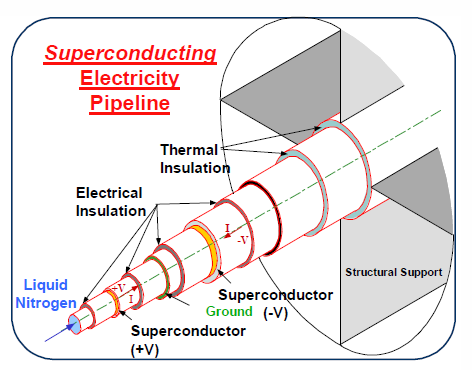 Superconducting
Electricity
Pipeline
Thermal
Insulation
Electrical
Insulation
I
-V
Structural Support
Liquid
Nitrogen
+V
I
Superconductor
(-V)
Ground
Superconductor
(+V)